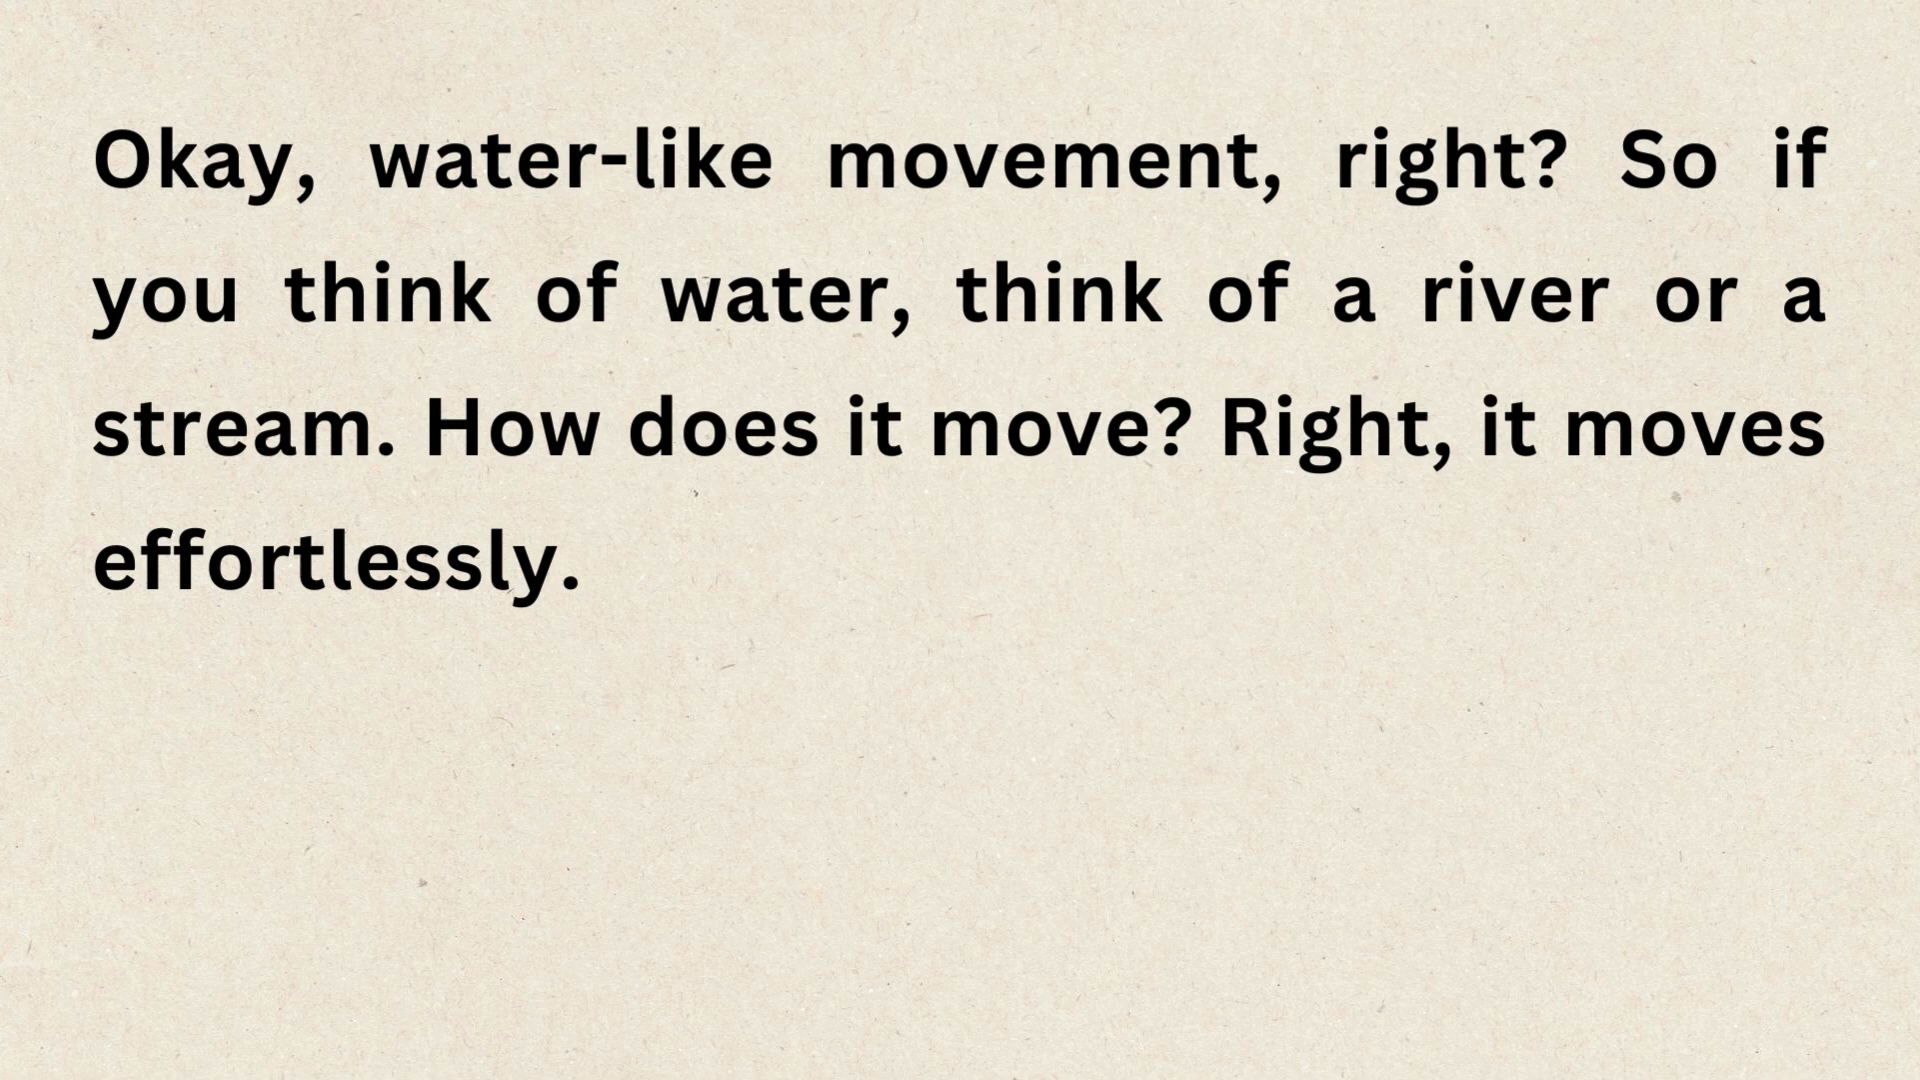 Okay, water-like movement, right? So if
you think of water, think of a river or a
stream. How does it move? Right, it moves
effortlessly.